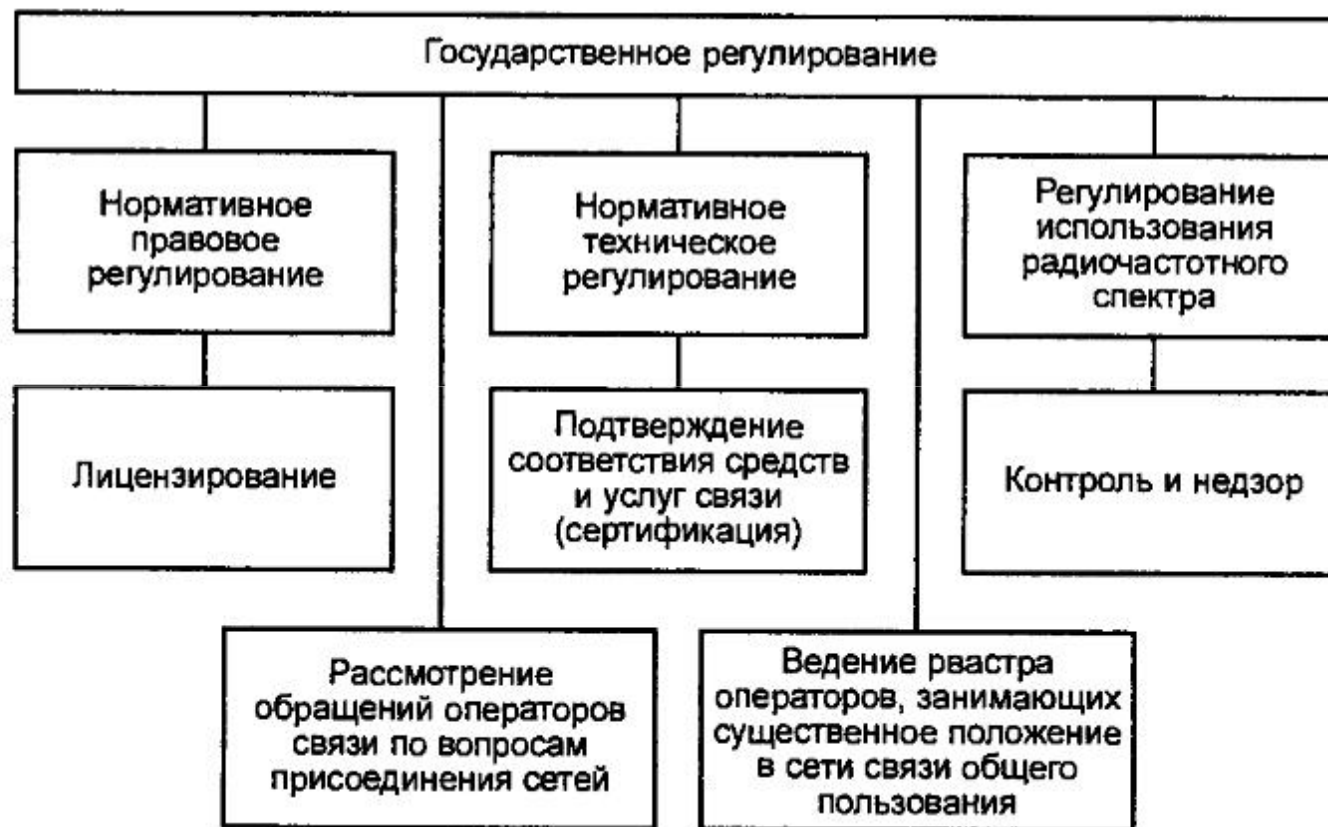 Государственное регулирование
Нормативное
правовое
регулирование
Нормативное
техническое
регулирование
Регулирование
использования
радиочастотного
спектра
Лицензирование
Подтверждение
соответствия средств
и услуг связи
(сертификация)
Контроль и недзор
Рассмотрение
обращений операторов
связи по вопросам
присоединения сетей
Ведение рвастра
операторов, занимающих
существенное положение
в сети связи общего
пользования